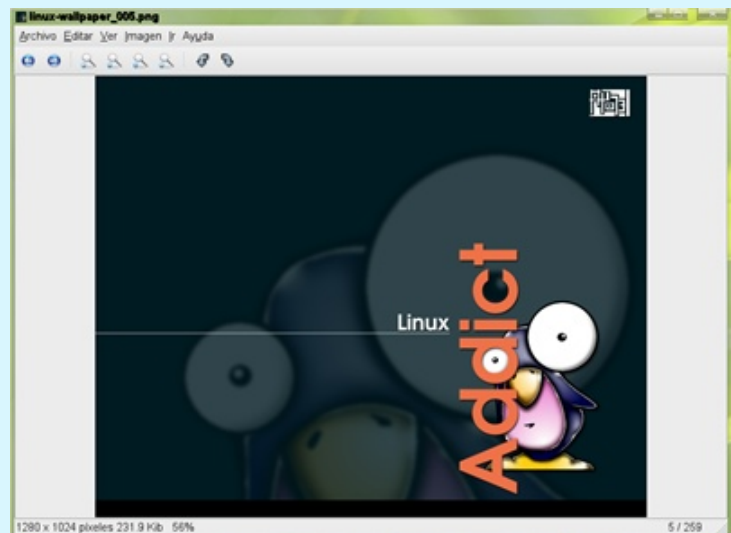 linux-wallpaper_005.png
Archivo Editar Ver Imagen Ir Ayuda
Linux
Addict
1280 x 1024 píxeles 231.9 Kib 56%
5 / 259